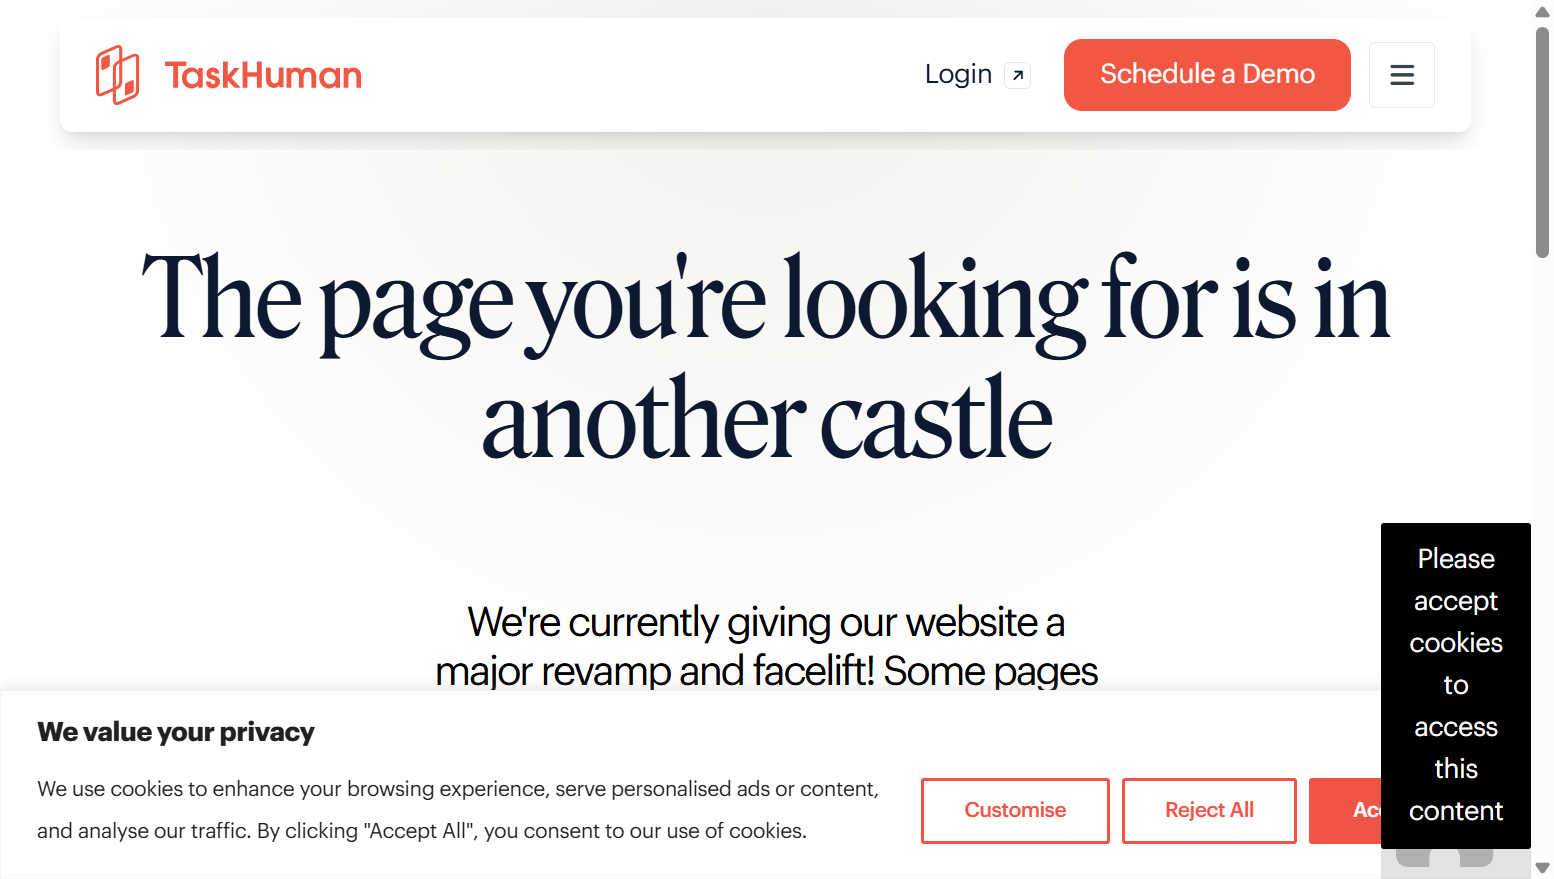 TaskHuman
Login
Schedule a Demo
The page you're looking for is in
another castle
We're currently giving our website a
major revamp and facelift! Some pages
We value your privacy
We use cookies to enhance your browsing experience, serve personalised ads or content,
and analyse our traffic. By clicking "Accept All", you consent to our use of cookies.
Customise
Reject All
Please
accept
cookies
to
access
this
content